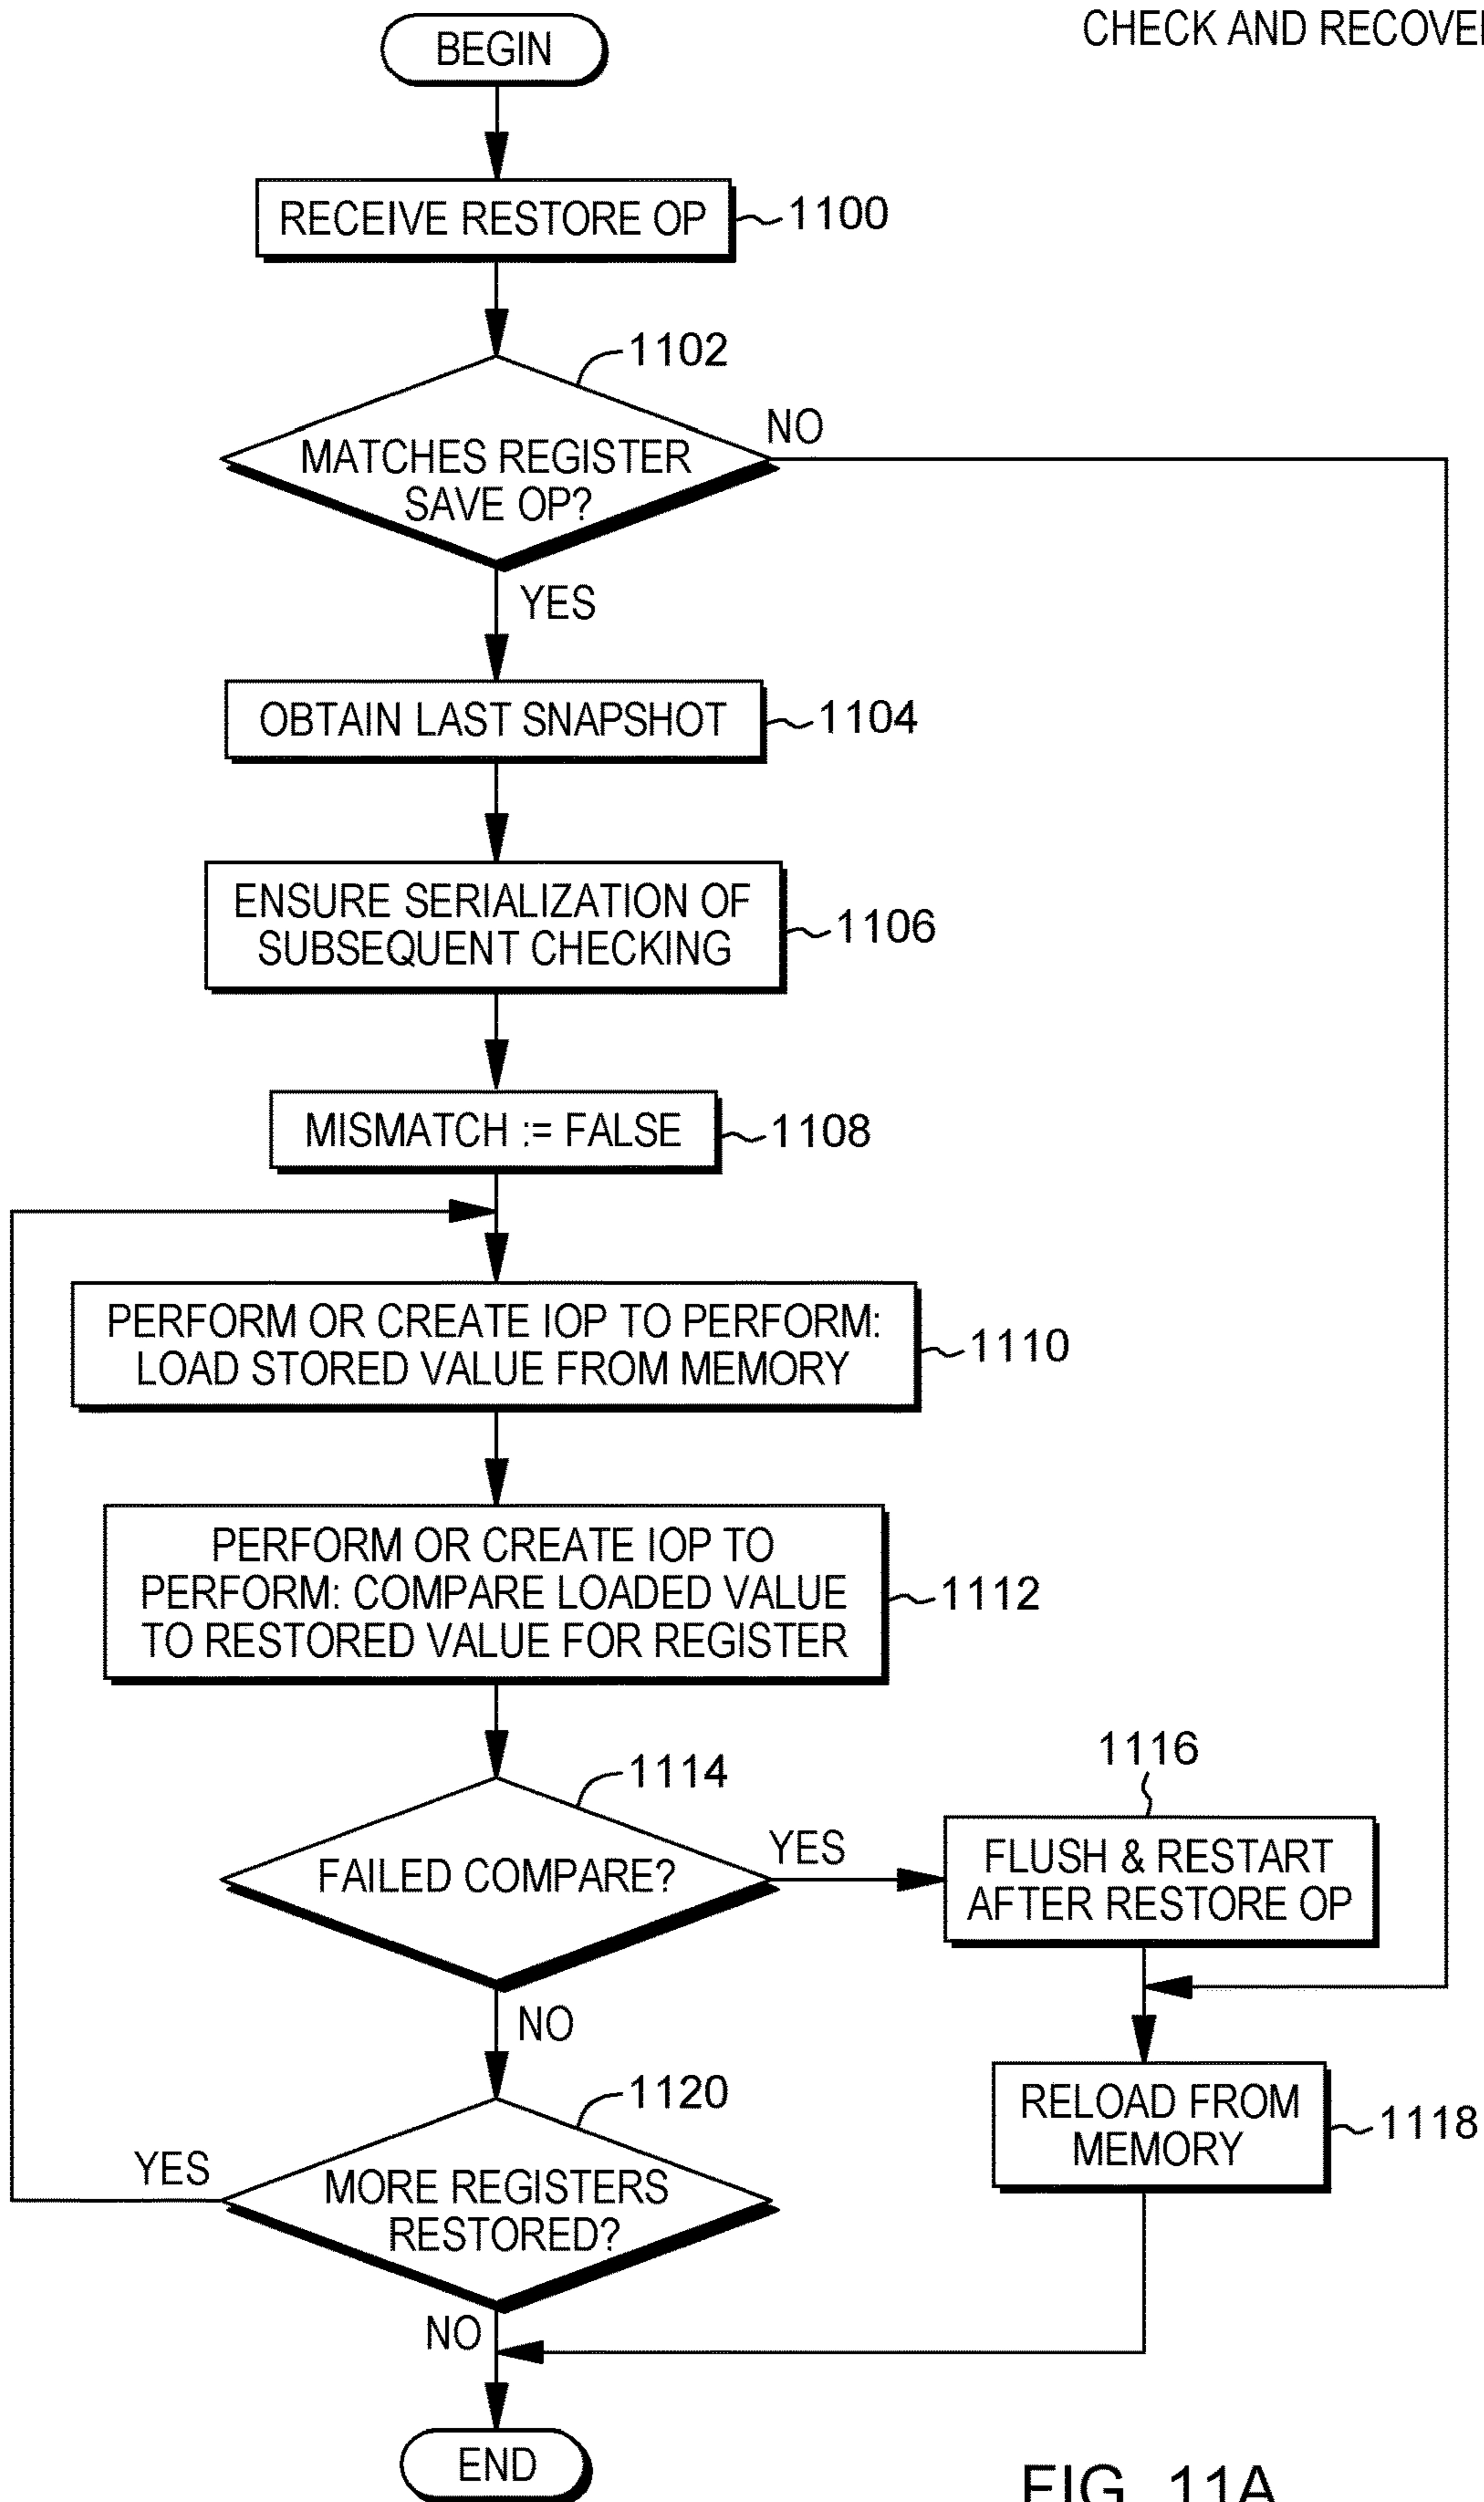 CHECK AND RECOVE
BEGIN
RECEIVE RESTORE OP
1100
1102
MATCHES REGISTER
SAVE OP?
NO
YES
OBTAIN LAST SNAPSHOT
1104
ENSURE SERIALIZATION OF
SUBSEQUENT CHECKING
1106
MISMATCH := FALSE
1108
PERFORM OR CREATE IOP TO PERFORM:
LOAD STORED VALUE FROM MEMORY
1110
PERFORM OR CREATE IOP TO
PERFORM: COMPARE LOADED VALUE
TO RESTORED VALUE FOR REGISTER
1112
1114
FAILED COMPARE?
YES
1116
FLUSH & RESTART
AFTER RESTORE OP
NO
1120
MORE REGISTERS
RESTORED?
YES
RELOAD FROM
MEMORY
1118
NO
END
FIG. 11A